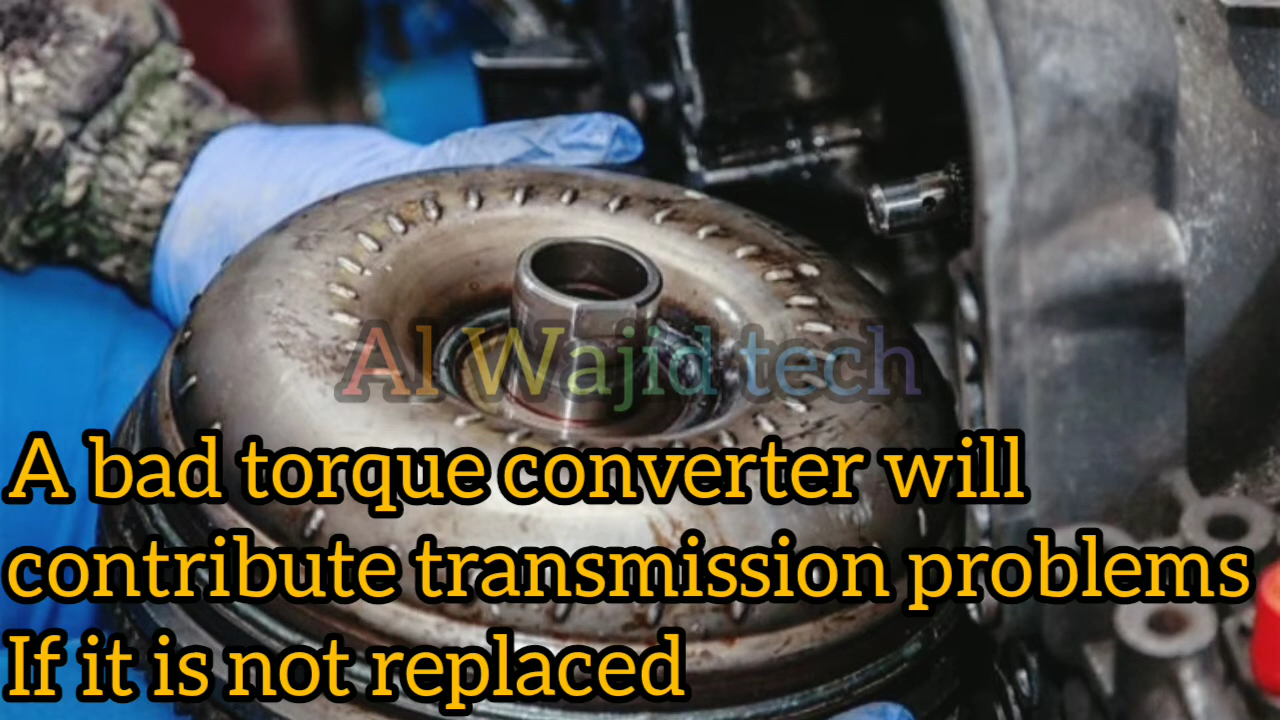 Al Wajid tech
A bad torque converter will
contribute transmission problems
If it is not replaced